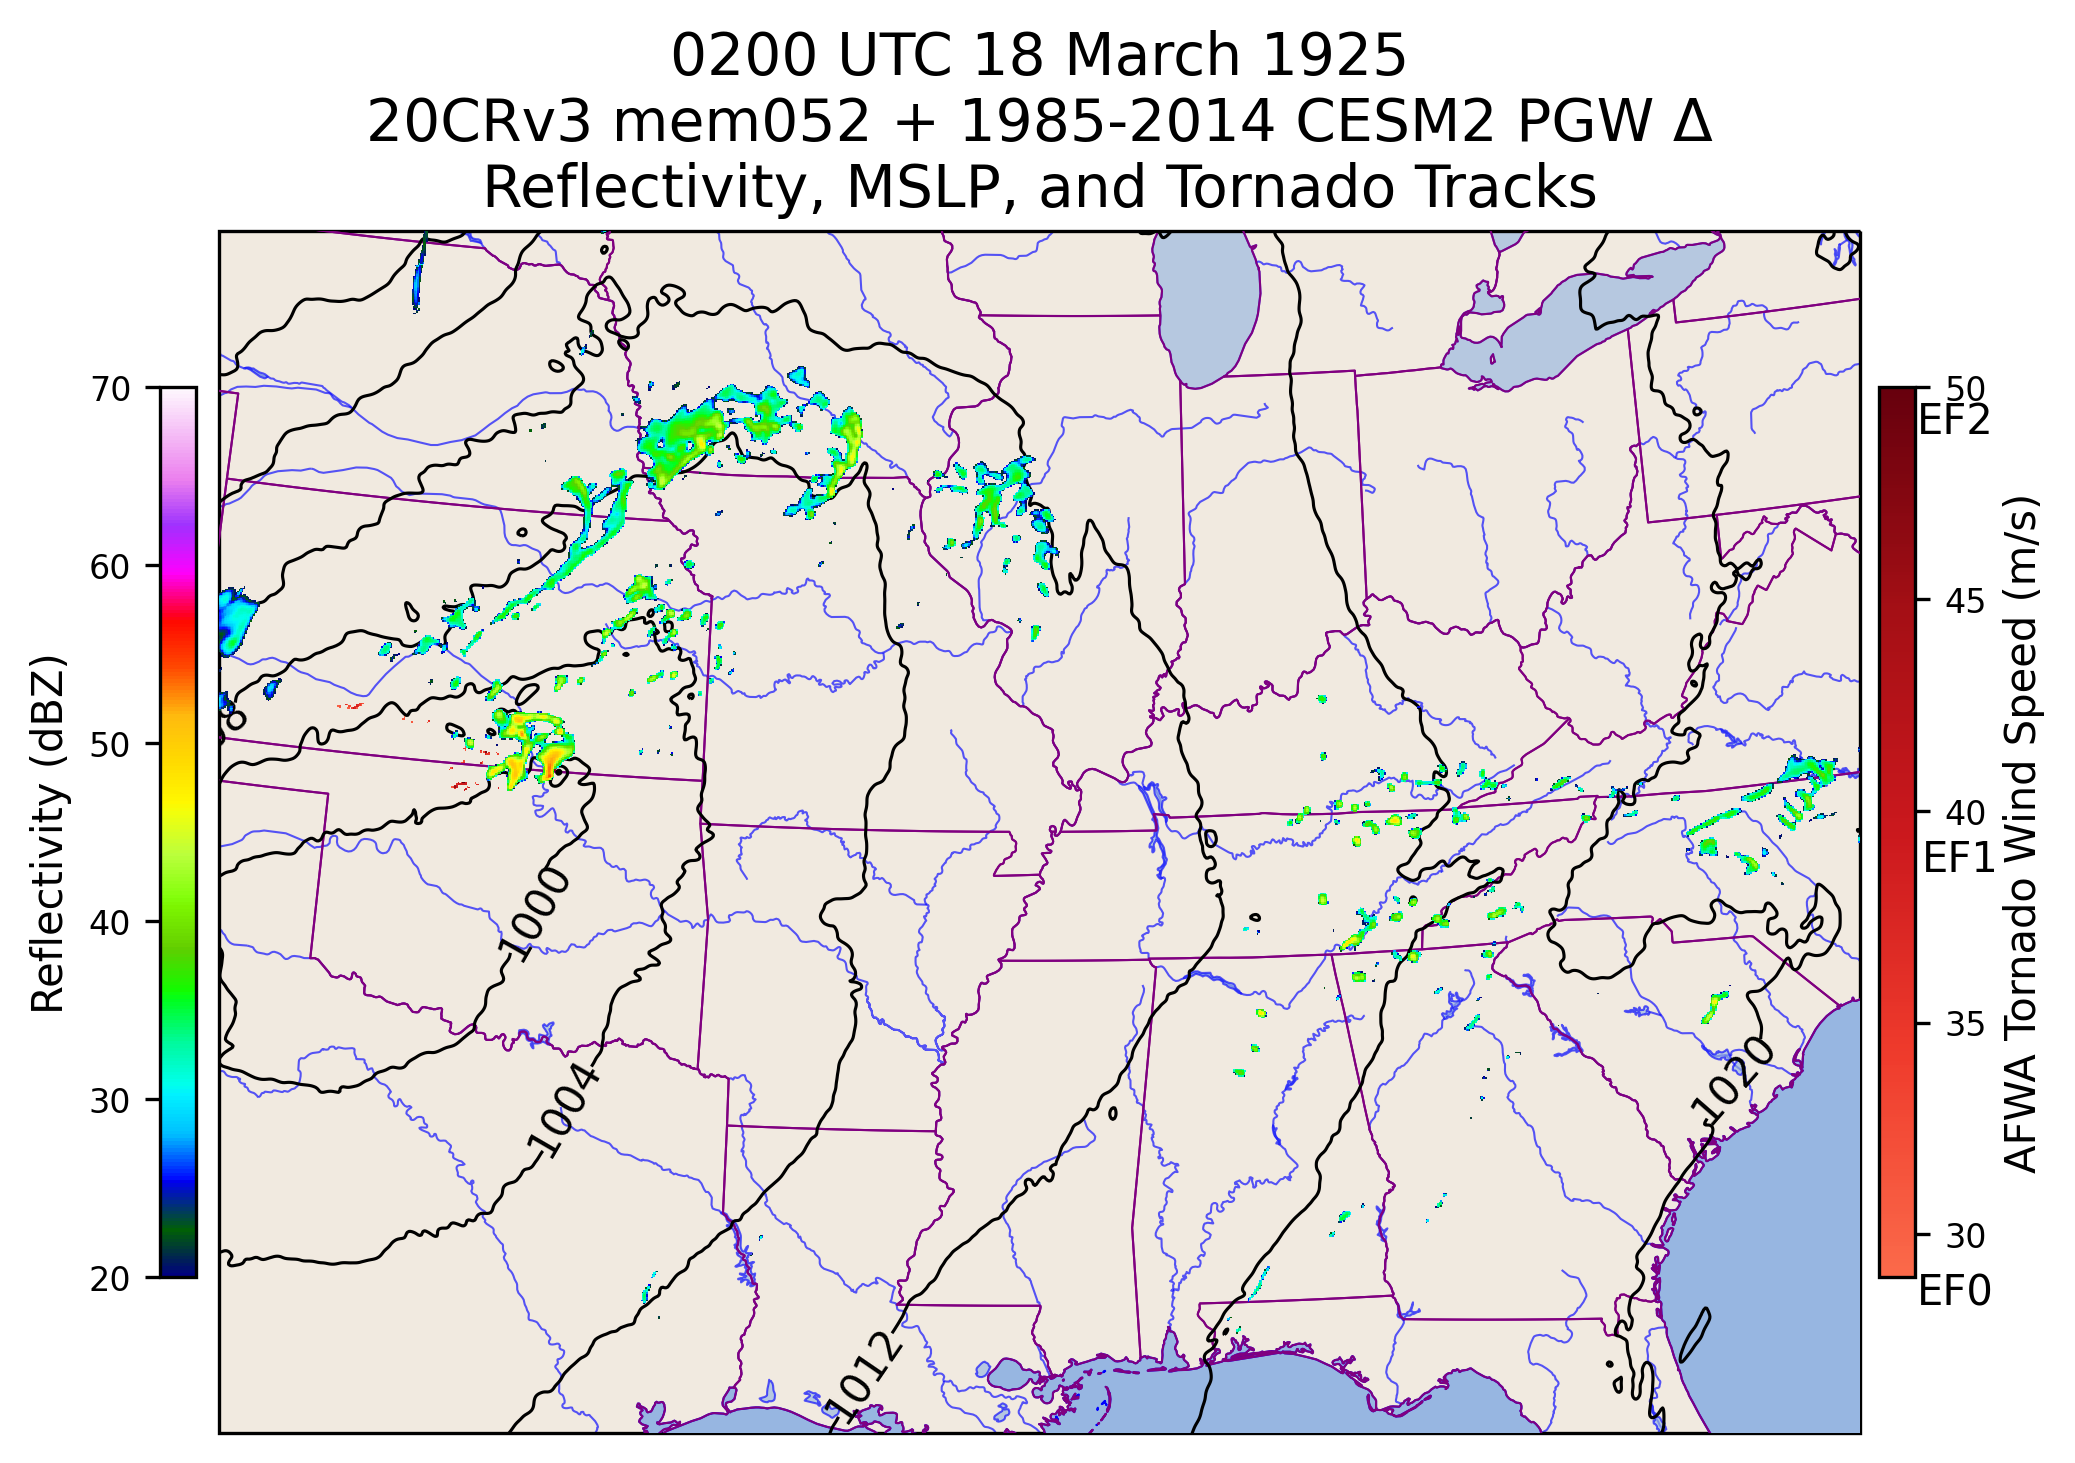 0200 UTC 18 March 1925
20CRv3 mem052 + 1985-2014 CESM2 PGW Δ
Reflectivity, MSLP, and Tornado Tracks
70
60
50
40
30
20
Reflectivity (dBZ)
1000
1004
1012
1020
8
50
EF2
45
40
EF1
35
30
EF0
AFWA Tornado Wind Speed (m/s)